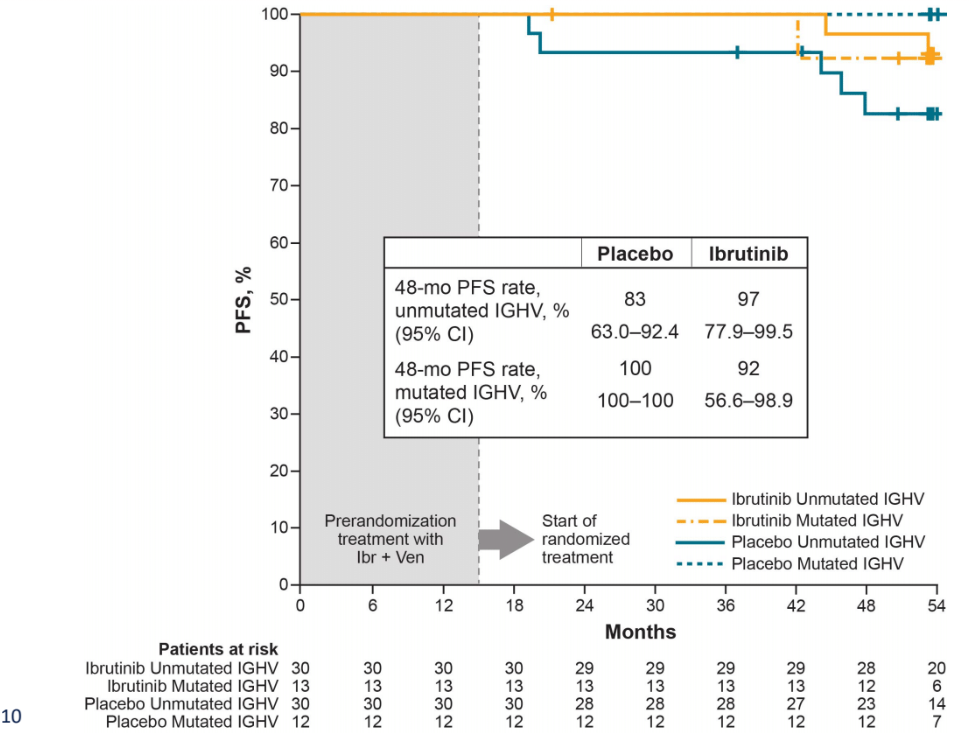 100
90
80
70
60
50
40
30
20
10
0
PFS, %
Placebo Ibrutinib
48-mo PFS rate,
unmutated IGHV, %
(95% CI)
83 97
63.0–92.4 77.9–99.5
48-mo PFS rate,
mutated IGHV, %
(95% CI)
100 92
100–100 56.6–98.9
Prerandomization
treatment with
Ibr + Ven
Start of
randomized
treatment
Ibrutinib Unmutated IGHV
Ibrutinib Mutated IGHV
Placebo Unmutated IGHV
Placebo Mutated IGHV
0 6 12 18 24 30 36 42 48 54
Months
Patients at risk
Ibrutinib Unmutated IGHV 30 30 30 30 29 29 29 29 28 20
Ibrutinib Mutated IGHV 13 13 13 13 13 13 13 13 12 6
Placebo Unmutated IGHV 30 30 30 30 28 28 28 27 23 14
Placebo Mutated IGHV 12 12 12 12 12 12 12 12 12 7
10